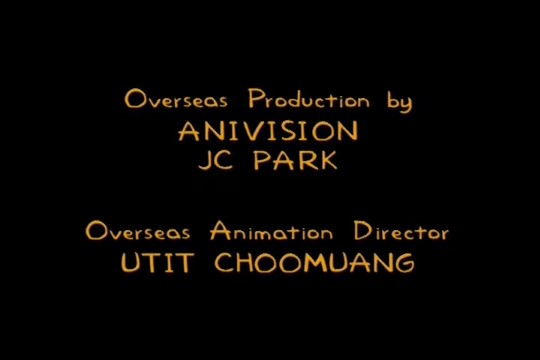 Overseas Production by
ANIVISION
JC PARK
Overseas Animation Director
UTIT CHOOMUANG